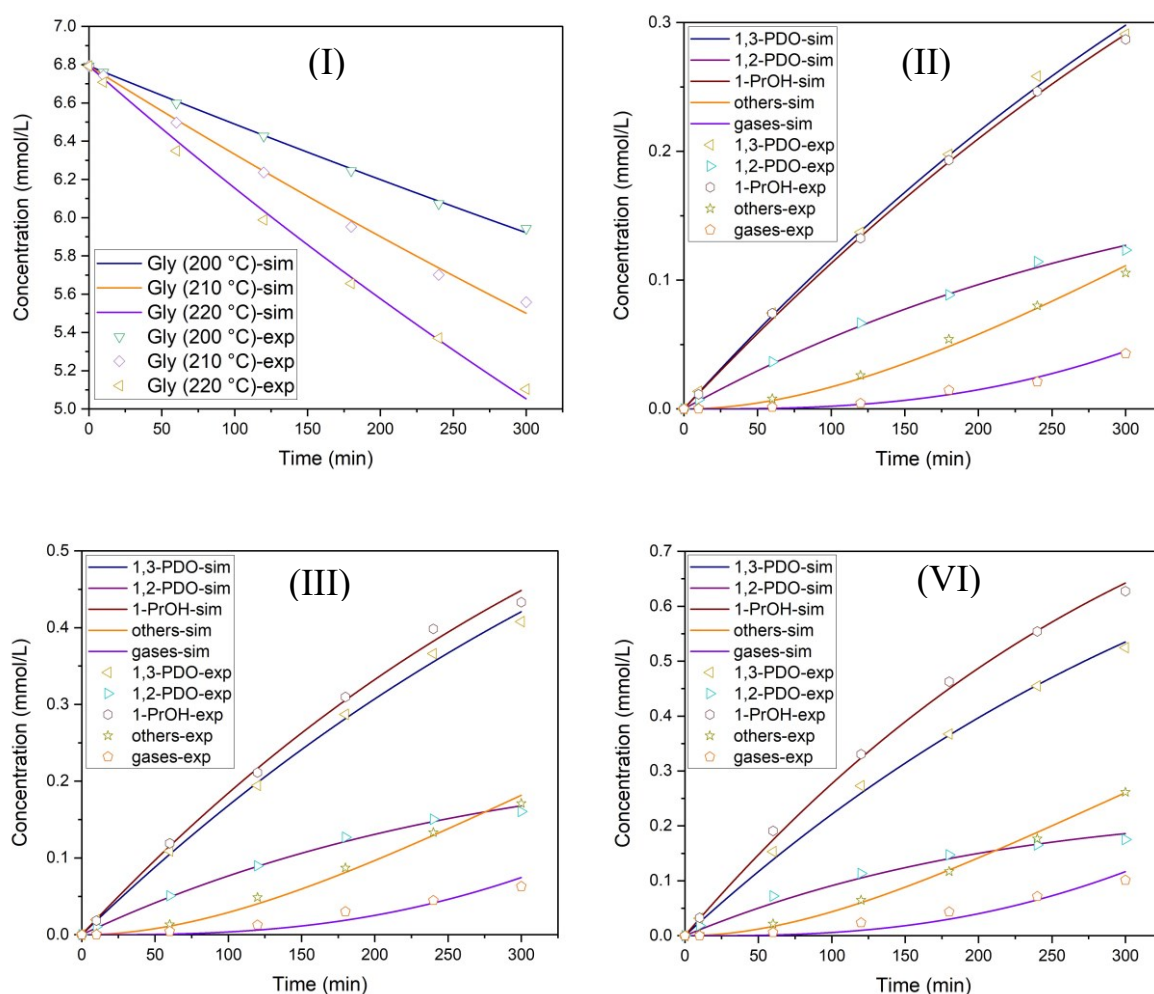 (I)
Concentration (mmol/L)
7.0
6.8
6.6
6.4
6.2
6.0
5.8
5.6
5.4
5.2
5.0
Gly (200 °C)-sim
Gly (210 °C)-sim
Gly (220 °C)-sim
Gly (200 °C)-exp
Gly (210 °C)-exp
Gly (220 °C)-exp
0 50 100 150 200 250 300
Time (min)
(II)
Concentration (mmol/L)
0.3
0.2
0.1
0.0
1,3-PDO-sim
1,2-PDO-sim
1-PrOH-sim
others-sim
gases-sim
1,3-PDO-exp
1,2-PDO-exp
1-PrOH-exp
others-exp
gases-exp
0 50 100 150 200 250 300
Time (min)
(III)
Concentration (mmol/L)
0.5
0.4
0.3
0.2
0.1
0.0
1,3-PDO-sim
1,2-PDO-sim
1-PrOH-sim
others-sim
gases-sim
1,3-PDO-exp
1,2-PDO-exp
1-PrOH-exp
others-exp
gases-exp
0 50 100 150 200 250 300
Time (min)
(VI)
Concentration (mmol/L)
0.7
0.6
0.5
0.4
0.3
0.2
0.1
0.0
1,3-PDO-sim
1,2-PDO-sim
1-PrOH-sim
others-sim
gases-sim
1,3-PDO-exp
1,2-PDO-exp
1-PrOH-exp
others-exp
gases-exp
0 50 100 150 200 250 300
Time (min)